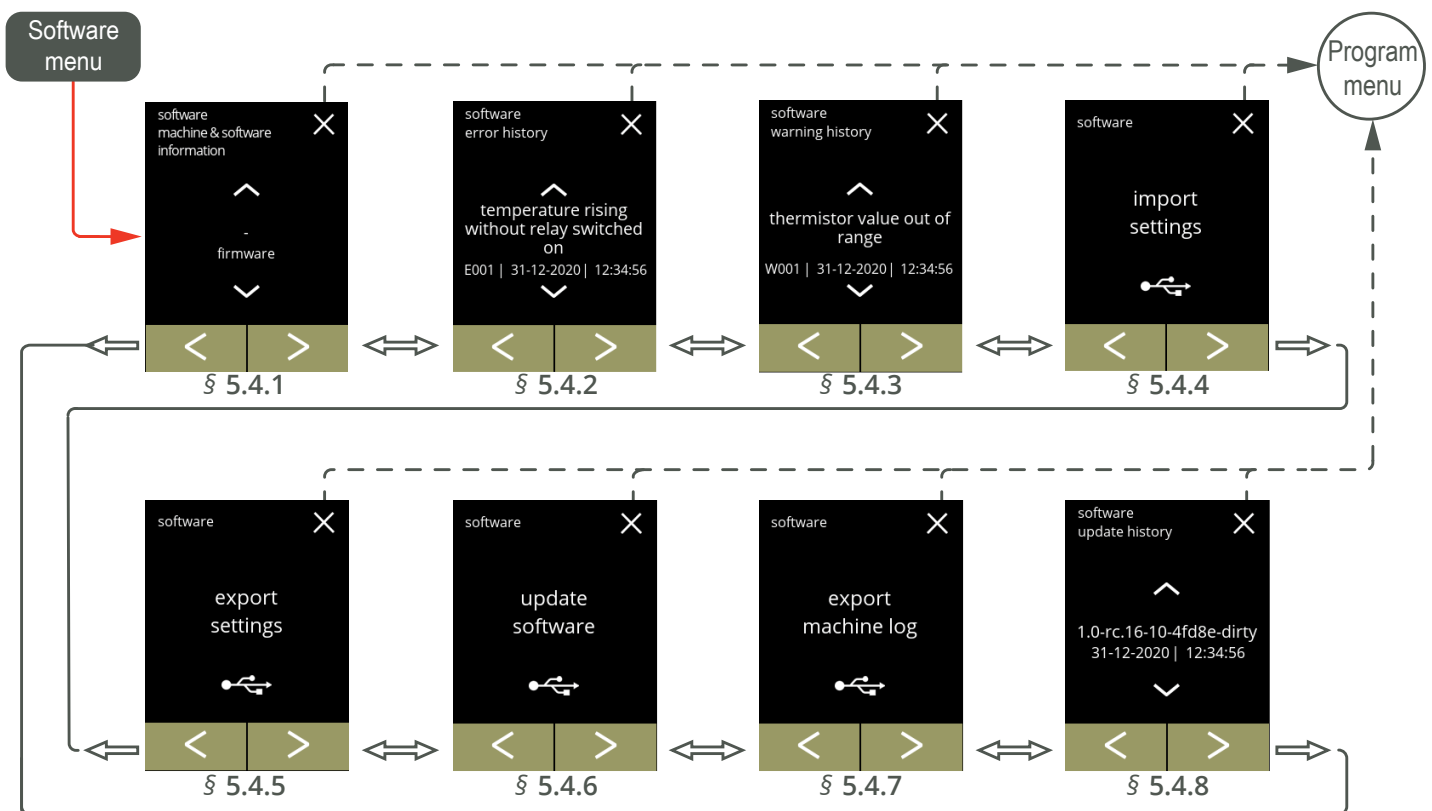 Software
menu
Program
menu
software
machine & software
information
-
firmware
§ 5.4.1
software
error history
temperature rising
without relay switched
on
E001 | 31-12-2020 | 12:34:56
§ 5.4.2
software
warning history
thermistor value out of
range
W001 | 31-12-2020 | 12:34:56
§ 5.4.3
software
import
settings
§ 5.4.4
software
export
settings
§ 5.4.5
software
update
software
§ 5.4.6
software
export
machine log
§ 5.4.7
software
update history
1.0-rc.16-10-4fd8e-dirty
31-12-2020 | 12:34:56
§ 5.4.8